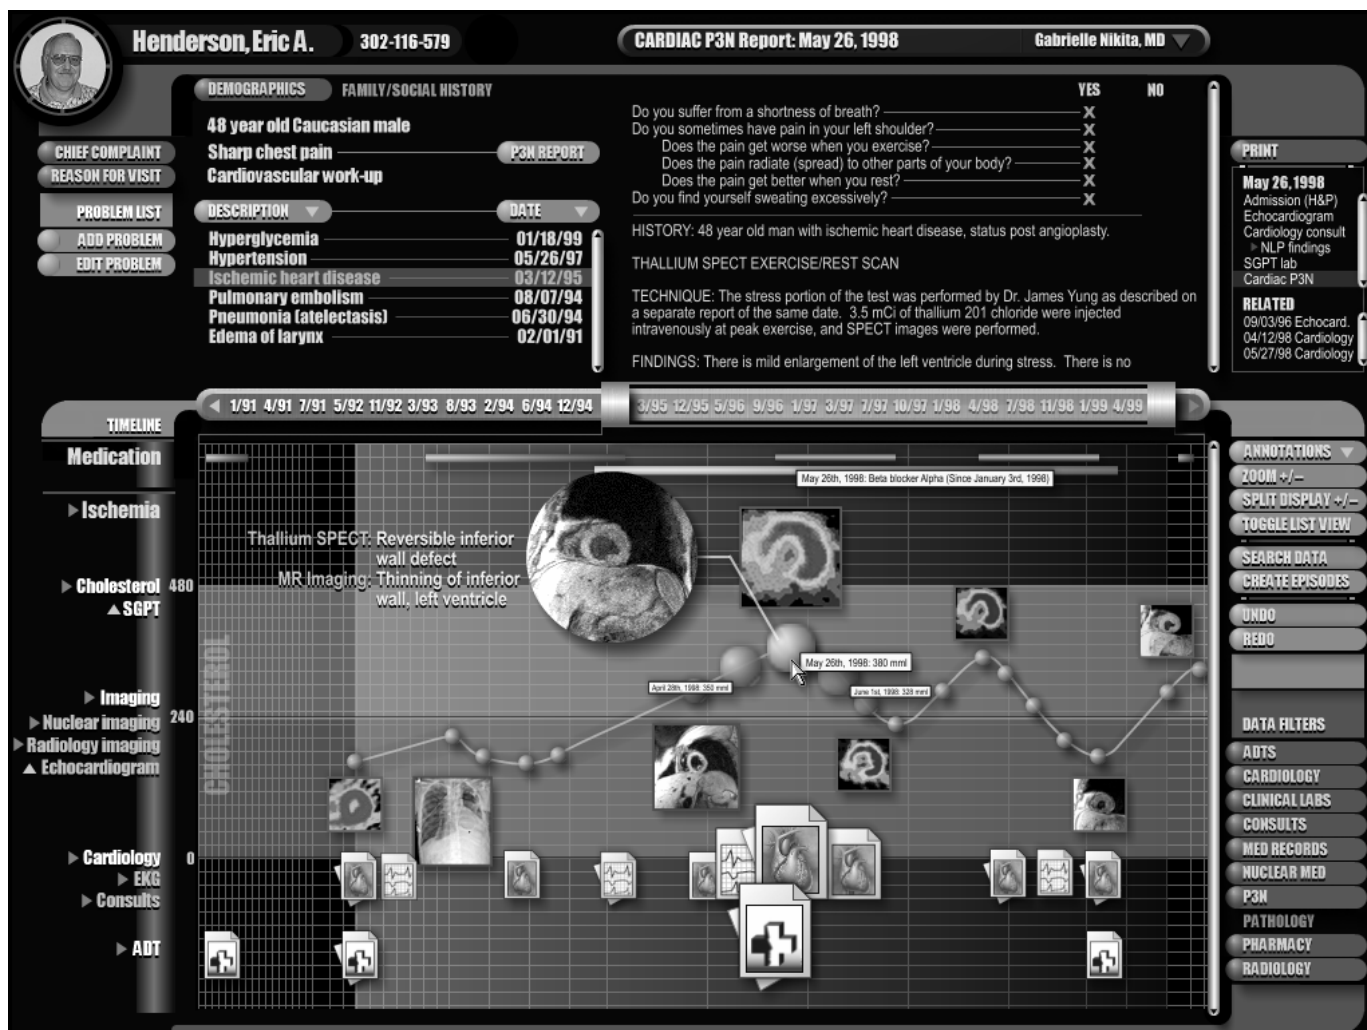 Henderson, Eric A.
302-116-579
CARDIAC P3N Report: May 26, 1998
Gabrielle Nikita, MD
DEMOGRAPHICS
FAMILY/SOCIAL HISTORY
48 year old Caucasian male
CHIEF COMPLAINT
Sharp chest pain
P3N REPORT
REASON FOR VISIT
Cardiovascular work-up
PROBLEM LIST
DESCRIPTION
DATE
ADD PROBLEM
EDIT PROBLEM
Hyperglycemia 01/18/99
Hypertension 05/26/97
Ischemic heart disease 03/12/95
Pulmonary embolism 08/07/94
Pneumonia (atelectasis) 06/30/94
Edema of larynx 02/01/91
YES NO
Do you suffer from a shortness of breath? X
Do you sometimes have pain in your left shoulder? X
Does the pain get worse when you exercise? X
Does the pain radiate (spread) to other parts of your body? X
Does the pain get better when you rest? X
Do you find yourself sweating excessively? X
HISTORY: 48 year old man with ischemic heart disease, status post angioplasty.
THALLIUM SPECT EXERCISE/REST SCAN
TECHNIQUE: The stress portion of the test was performed by Dr. James Yung as described on
a separate report of the same date. 3.5 mCi of thallium 201 chloride were injected
intravenously at peak exercise, and SPECT images were performed.
FINDINGS: There is mild enlargement of the left ventricle during stress. There is no
PRINT
May 26,1998
Admission (H&P)
Echocardiogram
Cardiology consult
NLP findings
SGPT lab
Cardiac P3N
RELATED
09/03/96 Echocard.
04/12/98 Cardiology
05/27/98 Cardiology
1/91 4/91 7/91 5/92 11/92 3/93 8/93 2/94 6/94 12/94 3/95 12/95 5/96 9/96 1/97 3/97 7/97 10/97 1/98 4/98 7/98 11/98 1/99 4/99
TIMELINE
Medication
Ischemia
Cholesterol
SGPT
Imaging
Nuclear imaging
Radiology imaging
Echocardiogram
Cardiology
EKG
Consults
ADT
480
240
0
CHOLESTEROL
May 26th, 1998: Beta blocker Alpha (Since January 3rd, 1998)
Thallium SPECT: Reversible inferior
wall defect
MR Imaging: Thinning of inferior
wall, left ventricle
May 26th, 1998: 380 mml
April 28th, 1998: 350 mml
June 1st, 1998: 328 mml
ANNOTATIONS
ZOOM +/–
SPLIT DISPLAY +/–
TOGGLE LIST VIEW
SEARCH DATA
CREATE EPISODES
UNDO
REDO
DATA FILTERS
ADTS
CARDIOLOGY
CLINICAL LABS
CONSULTS
MED RECORDS
NUCLEAR MED
P3N
PATHOLOGY
PHARMACY
RADIOLOGY